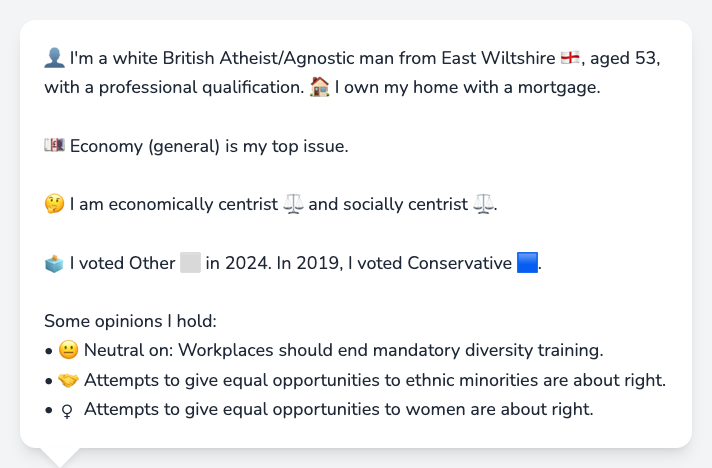 👤 I'm a white British Atheist/Agnostic man from East Wiltshire 🏴󠁧󠁢󠁥󠁮󠁧󠁿, aged 53,
with a professional qualification. 🏠 I own my home with a mortgage.
💷 Economy (general) is my top issue.
🤔 I am economically centrist ⚖️ and socially centrist ⚖️.
🗳️ I voted Other ⬜ in 2024. In 2019, I voted Conservative 🟦.
Some opinions I hold:
• 😐 Neutral on: Workplaces should end mandatory diversity training.
• 🤝 Attempts to give equal opportunities to ethnic minorities are about right.
• ♀ Attempts to give equal opportunities to women are about right.